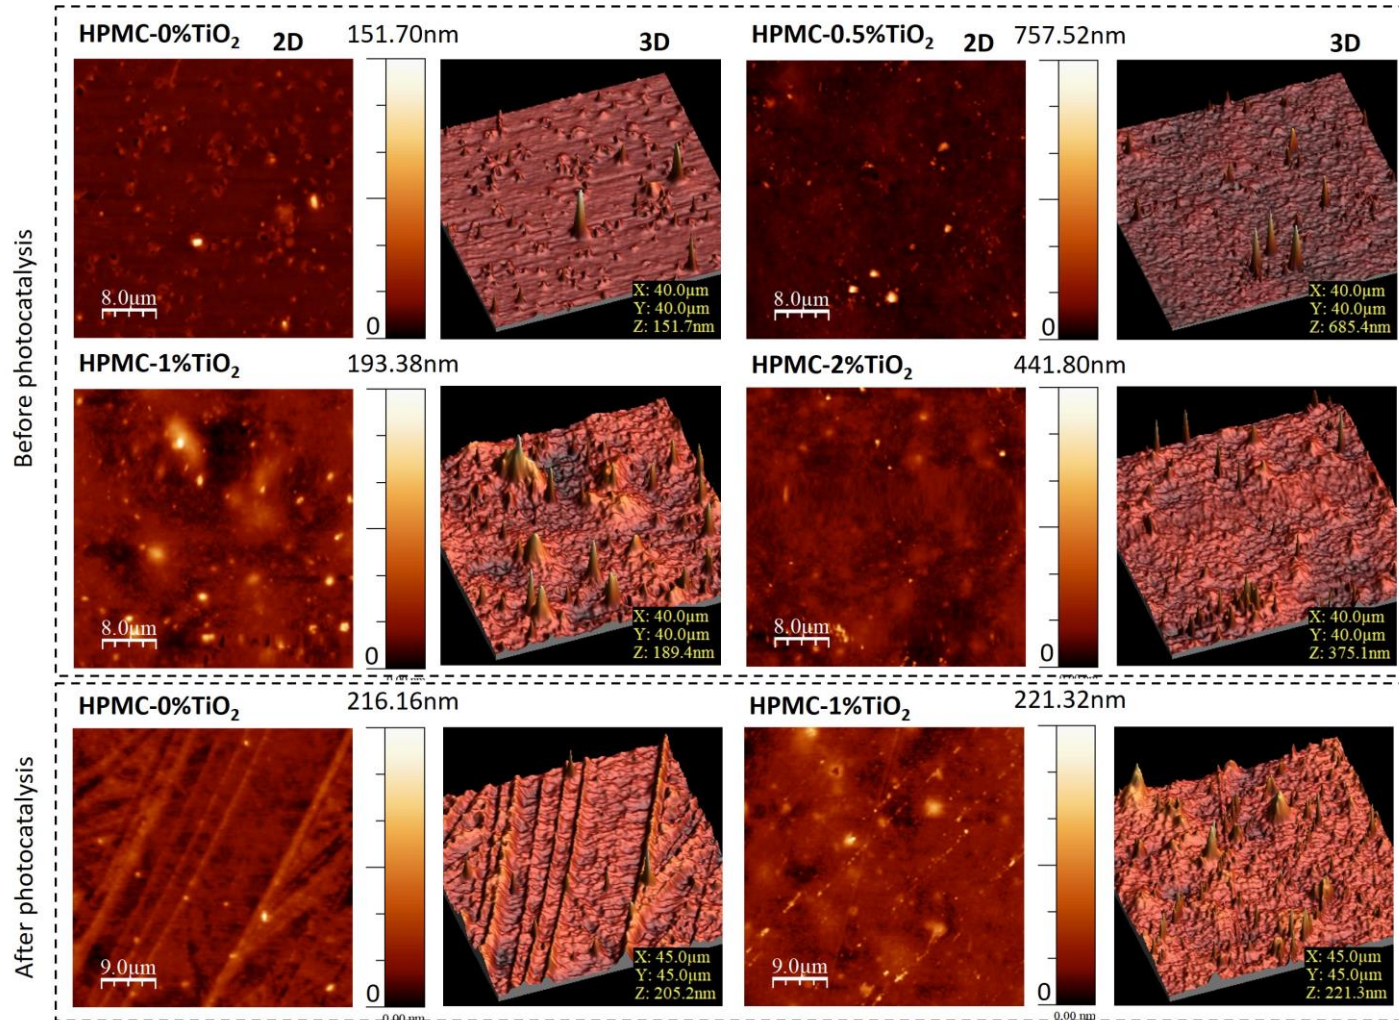 Before photocatalysis
HPMC-0%TiO₂ 2D 151.70nm 3D
8.0µm
0
X: 40.0µm
Y: 40.0µm
Z: 151.7nm
HPMC-0.5%TiO₂ 2D 757.52nm 3D
8.0µm
0
X: 40.0µm
Y: 40.0µm
Z: 685.4nm
HPMC-1%TiO₂ 193.38nm
8.0µm
0
X: 40.0µm
Y: 40.0µm
Z: 189.4nm
HPMC-2%TiO₂ 441.80nm
8.0µm
0
X: 40.0µm
Y: 40.0µm
Z: 375.1nm
After photocatalysis
HPMC-0%TiO₂ 216.16nm
9.0µm
0
0.00 nm
X: 45.0µm
Y: 45.0µm
Z: 205.2nm
HPMC-1%TiO₂ 221.32nm
9.0µm
0
0.00 nm
X: 45.0µm
Y: 45.0µm
Z: 221.3nm